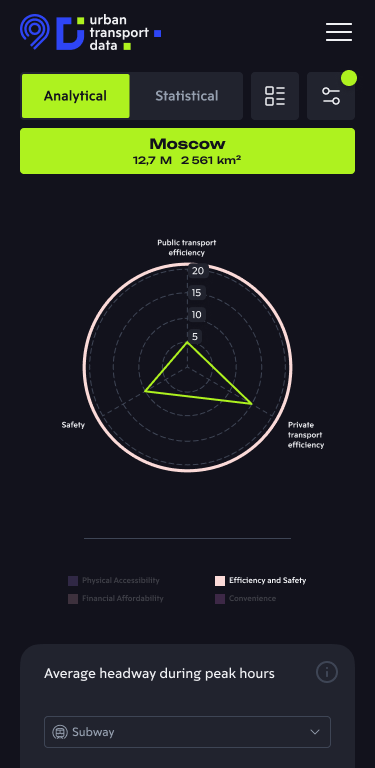 urban
transport
data
Analytical
Statistical
Moscow
12,7 M 2 561 km²
Public transport
efficiency
20
15
10
5
Safety
Private
transport
efficiency
Physical Accessibility
Efficiency and Safety
Financial Affordability
Convenience
Average headway during peak hours
Subway